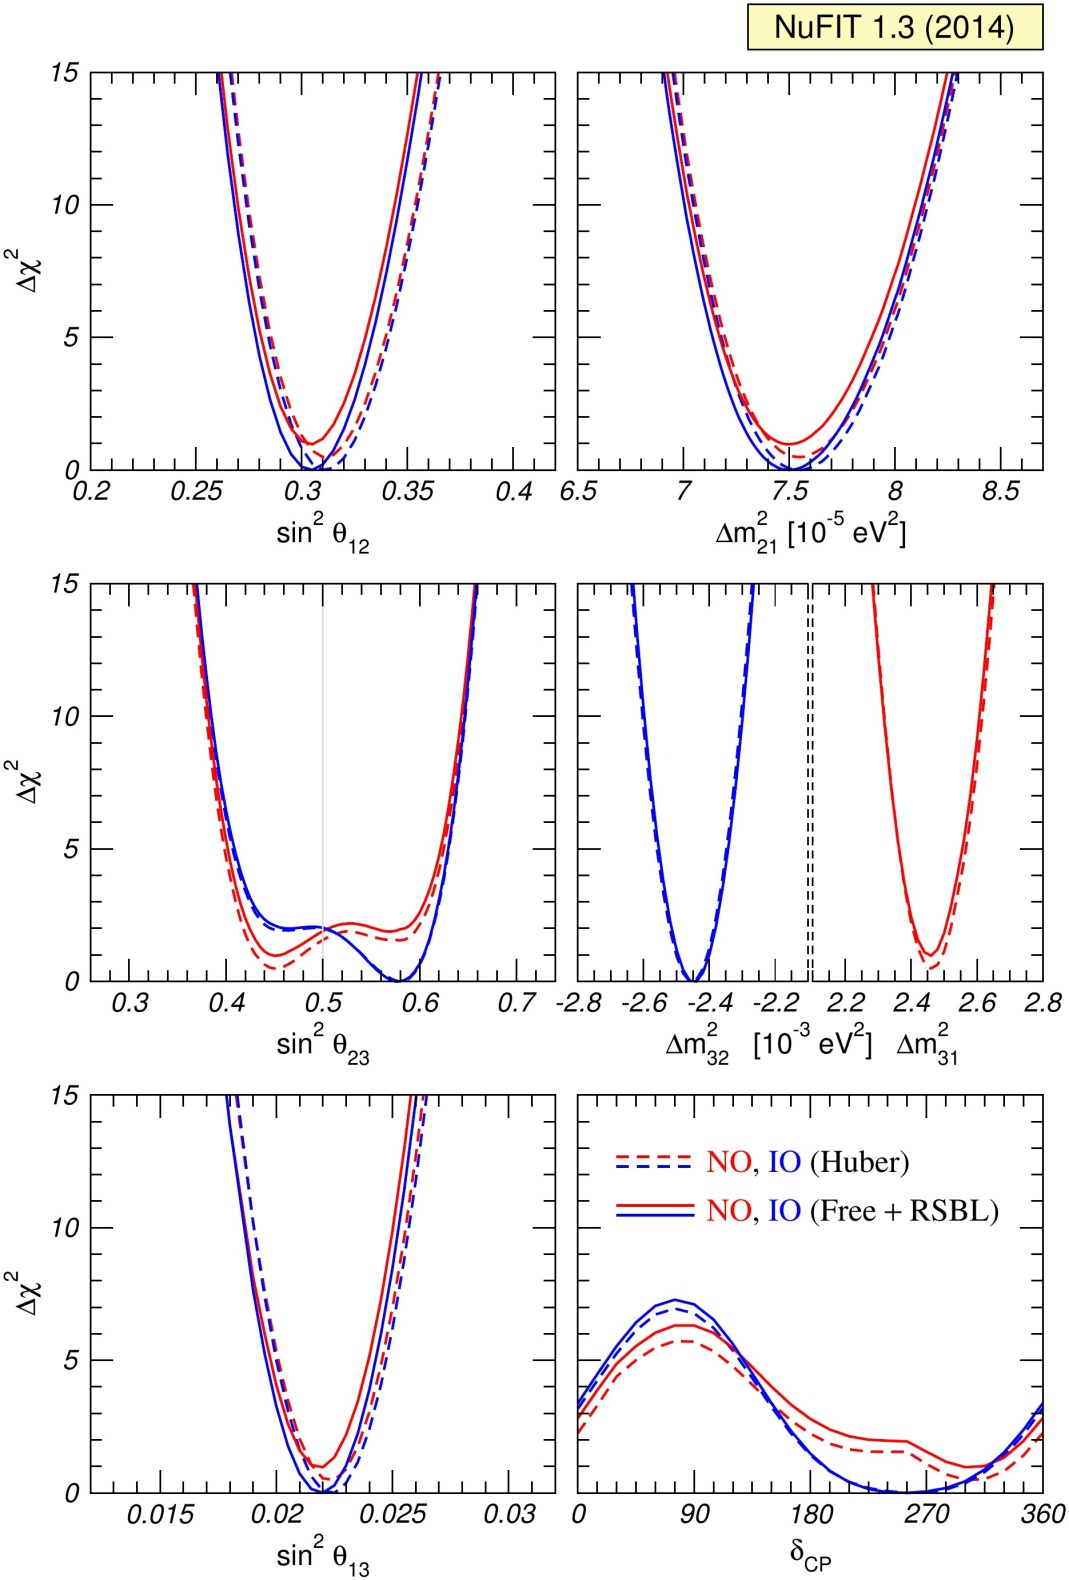 NuFIT 1.3 (2014)
15
10
5
0
Δχ²
0.2 0.25 0.3 0.35 0.4
sin² θ₁₂
6.5 7 7.5 8 8.5
Δm²₂₁ [10⁻⁵ eV²]
15
10
5
0
Δχ²
0.3 0.4 0.5 0.6 0.7
sin² θ₂₃
-2.8 -2.6 -2.4 -2.2 2.2 2.4 2.6 2.8
Δm²₃₂ [10⁻³ eV²] Δm²₃₁
15
10
5
0
Δχ²
0.015 0.02 0.025 0.03
sin² θ₁₃
NO, IO (Huber)
NO, IO (Free + RSBL)
0 90 180 270 360
δCP